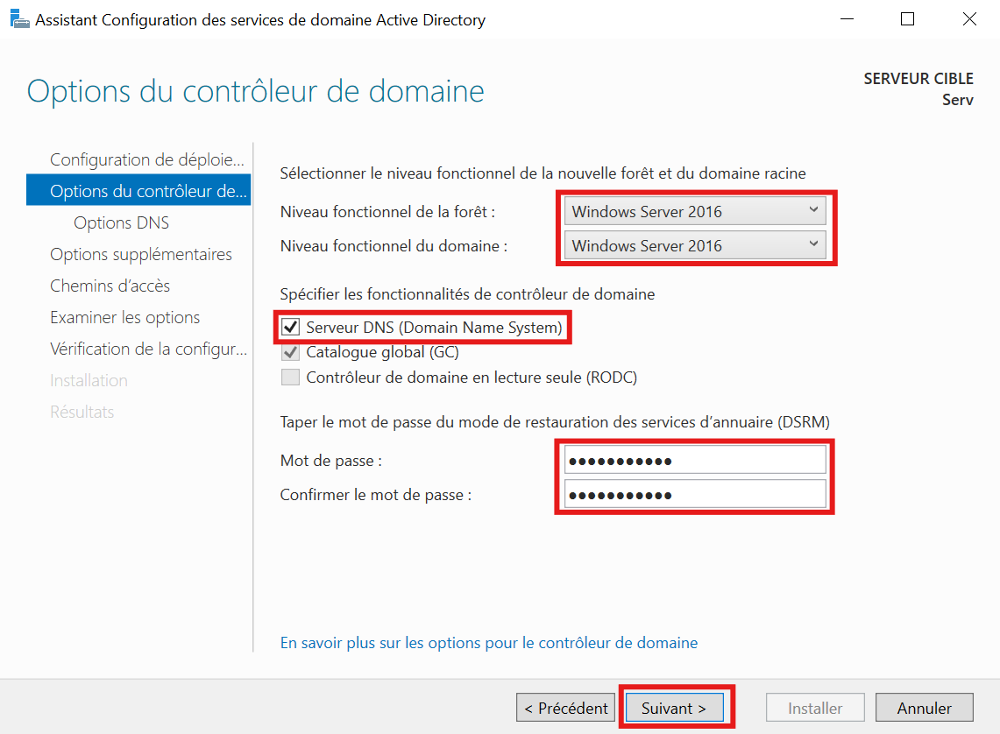 Assistant Configuration des services de domaine Active Directory
Options du contrôleur de domaine
SERVEUR CIBLE
Serv
Configuration de déploie...
Options du contrôleur de...
Options DNS
Options supplémentaires
Chemins d’accès
Examiner les options
Vérification de la configur...
Installation
Résultats
Sélectionner le niveau fonctionnel de la nouvelle forêt et du domaine racine
Niveau fonctionnel de la forêt : Windows Server 2016
Niveau fonctionnel du domaine : Windows Server 2016
Spécifier les fonctionnalités de contrôleur de domaine
Serveur DNS (Domain Name System)
Catalogue global (GC)
Contrôleur de domaine en lecture seule (RODC)
Taper le mot de passe du mode de restauration des services d’annuaire (DSRM)
Mot de passe : ●●●●●●●●●●●
Confirmer le mot de passe : ●●●●●●●●●●●
En savoir plus sur les options pour le contrôleur de domaine
< Précédent Suivant > Installer Annuler